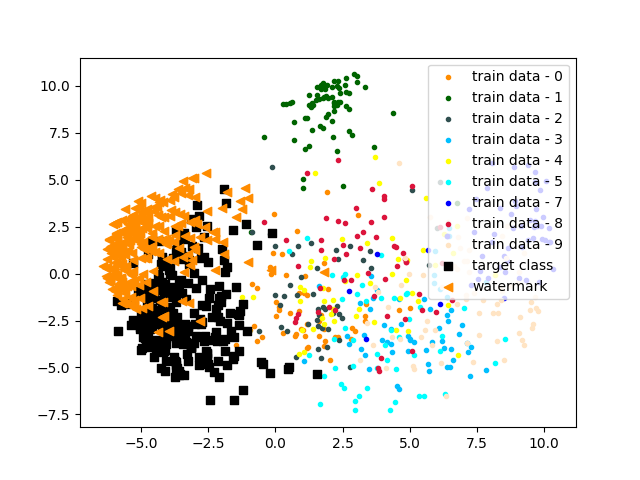 10.0
7.5
5.0
2.5
0.0
−2.5
−5.0
−7.5
−5.0
−2.5
0.0
2.5
5.0
7.5
10.0
train data - 0
train data - 1
train data - 2
train data - 3
train data - 4
train data - 5
train data - 7
train data - 8
train data - 9
target class
watermark